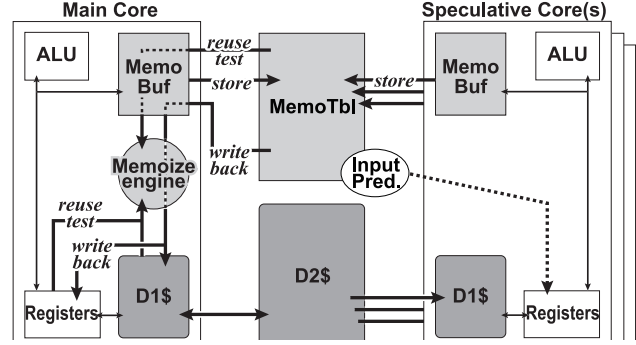 Main Core
Speculative Core(s)
ALU
Memo
Buf
reuse
test
store
MemoTbl
store
Memo
Buf
ALU
write
back
Input
Pred.
Memoize
engine
reuse
test
write
back
Registers
D1$
D2$
D1$
Registers